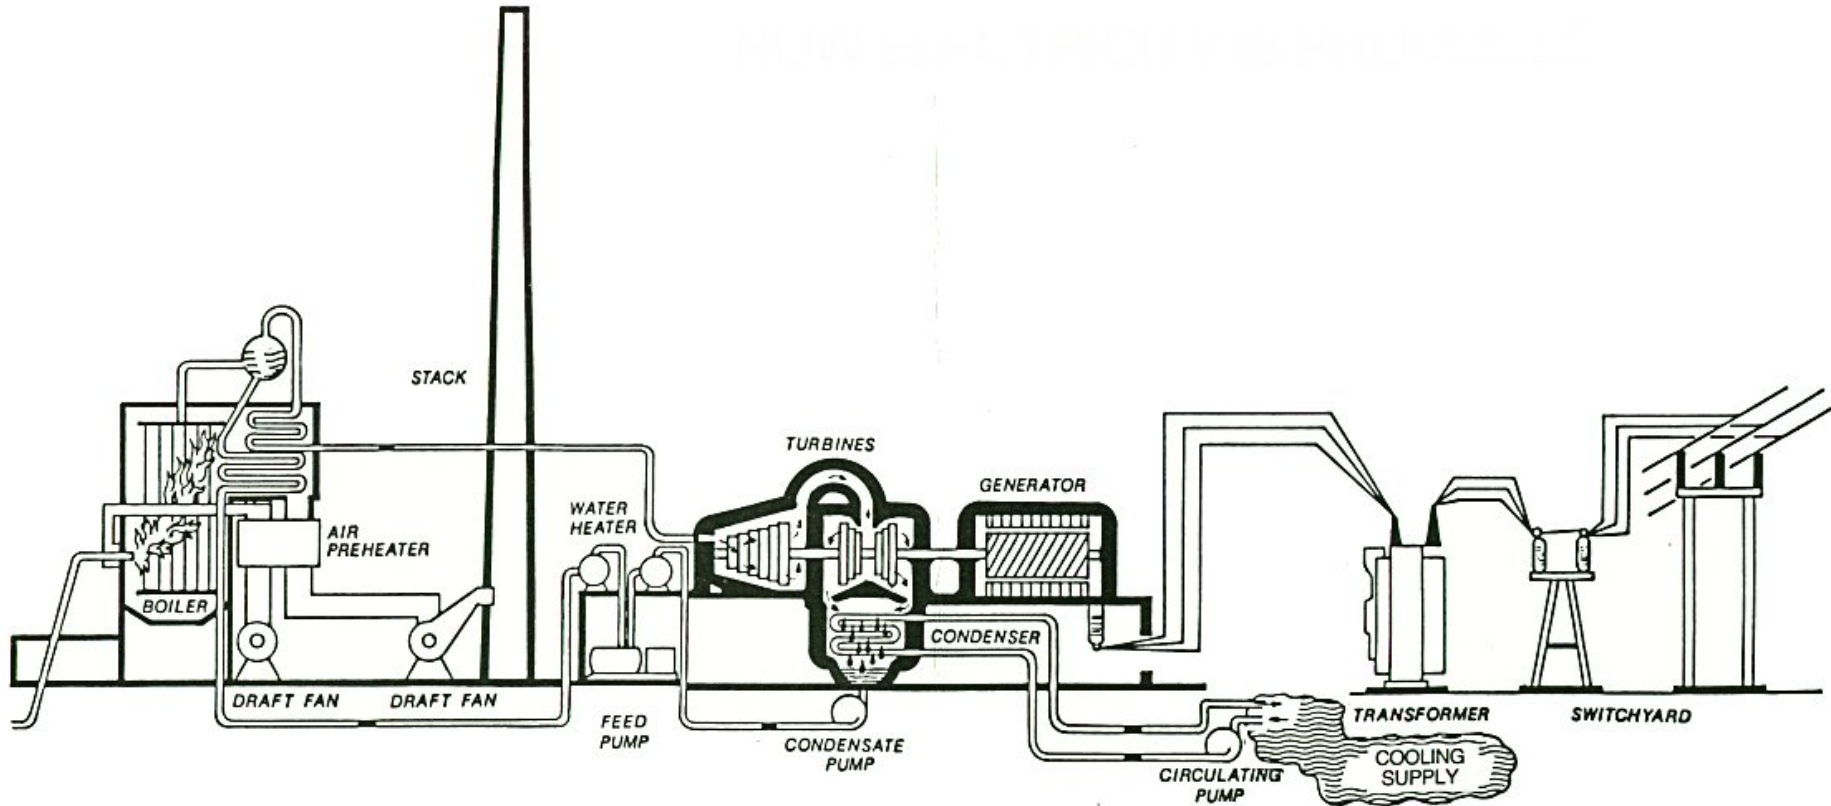 STACK
TURBINES
GENERATOR
WATER
HEATER
AIR
PREHEATER
BOILER
CONDENSER
DRAFT FAN
DRAFT FAN
FEED
PUMP
CONDENSATE
PUMP
CIRCULATING
PUMP
TRANSFORMER
SWITCHYARD
COOLING
SUPPLY